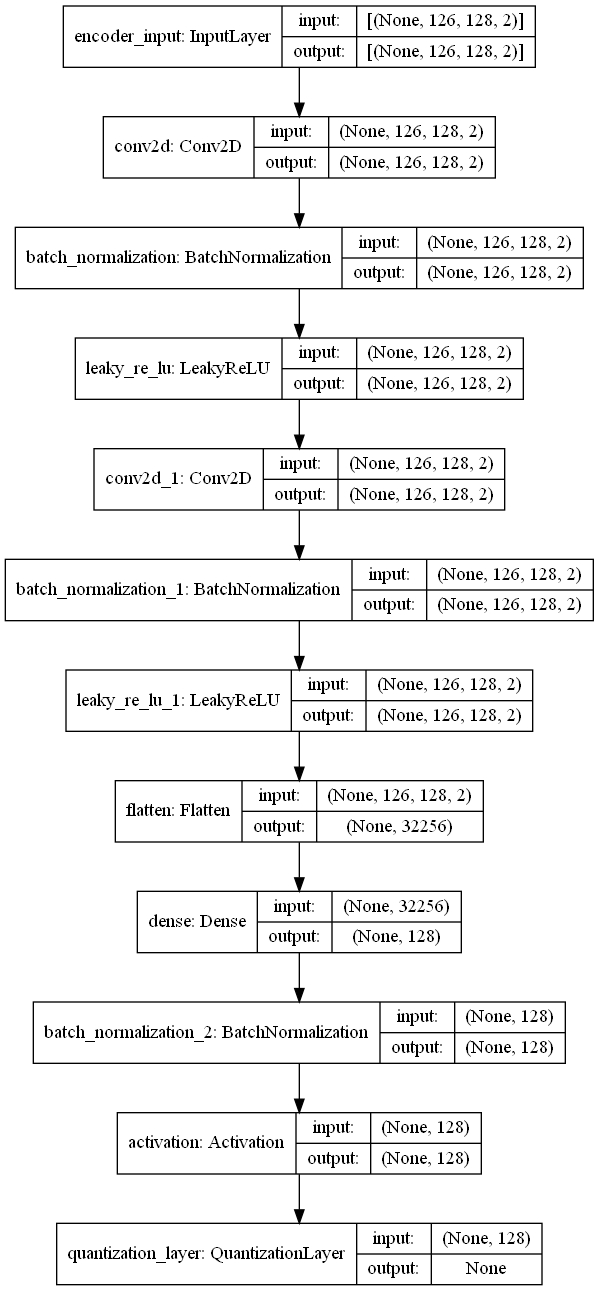 encoder_input: InputLayer
input: [(None, 126, 128, 2)]
output: [(None, 126, 128, 2)]
conv2d: Conv2D
input: (None, 126, 128, 2)
output: (None, 126, 128, 2)
batch_normalization: BatchNormalization
input: (None, 126, 128, 2)
output: (None, 126, 128, 2)
leaky_re_lu: LeakyReLU
input: (None, 126, 128, 2)
output: (None, 126, 128, 2)
conv2d_1: Conv2D
input: (None, 126, 128, 2)
output: (None, 126, 128, 2)
batch_normalization_1: BatchNormalization
input: (None, 126, 128, 2)
output: (None, 126, 128, 2)
leaky_re_lu_1: LeakyReLU
input: (None, 126, 128, 2)
output: (None, 126, 128, 2)
flatten: Flatten
input: (None, 126, 128, 2)
output: (None, 32256)
dense: Dense
input: (None, 32256)
output: (None, 128)
batch_normalization_2: BatchNormalization
input: (None, 128)
output: (None, 128)
activation: Activation
input: (None, 128)
output: (None, 128)
quantization_layer: QuantizationLayer
input: (None, 128)
output: None